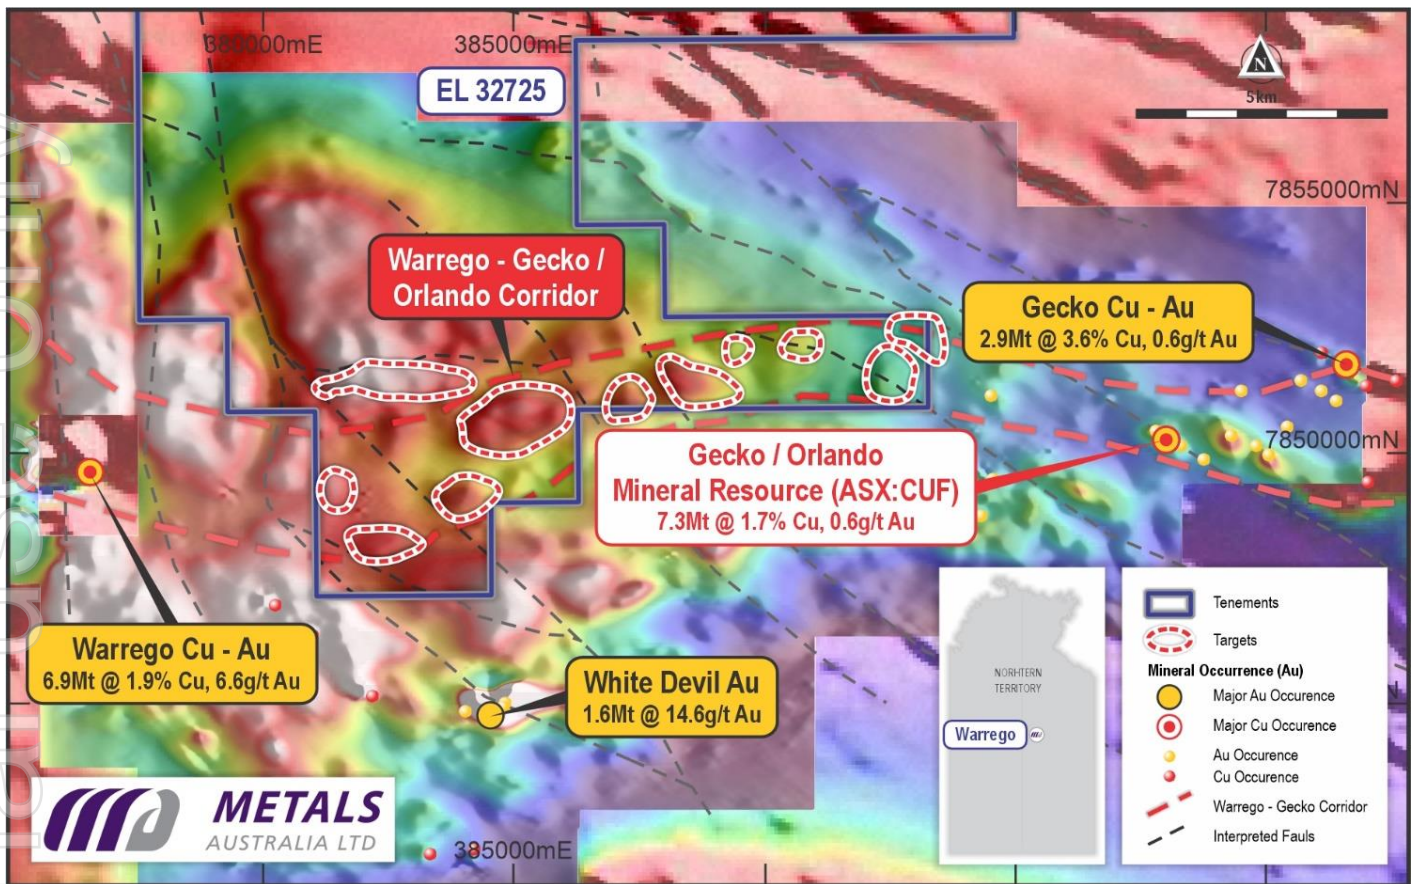 380000mE
385000mE
EL 32725
N
5km
7855000mN
Warrego - Gecko /
Orlando Corridor
Gecko Cu - Au
2.9Mt @ 3.6% Cu, 0.6g/t Au
7850000mN
Gecko / Orlando
Mineral Resource (ASX:CUF)
7.3Mt @ 1.7% Cu, 0.6g/t Au
Warrego Cu - Au
6.9Mt @ 1.9% Cu, 6.6g/t Au
White Devil Au
1.6Mt @ 14.6g/t Au
NORHTERN
TERRITORY
Warrego
Tenements
Targets
Mineral Occurrence (Au)
Major Au Occurence
Major Cu Occurence
Au Occurence
Cu Occurence
Warrego - Gecko Corridor
Interpreted Fauls
METALS
AUSTRALIA LTD
385000mE